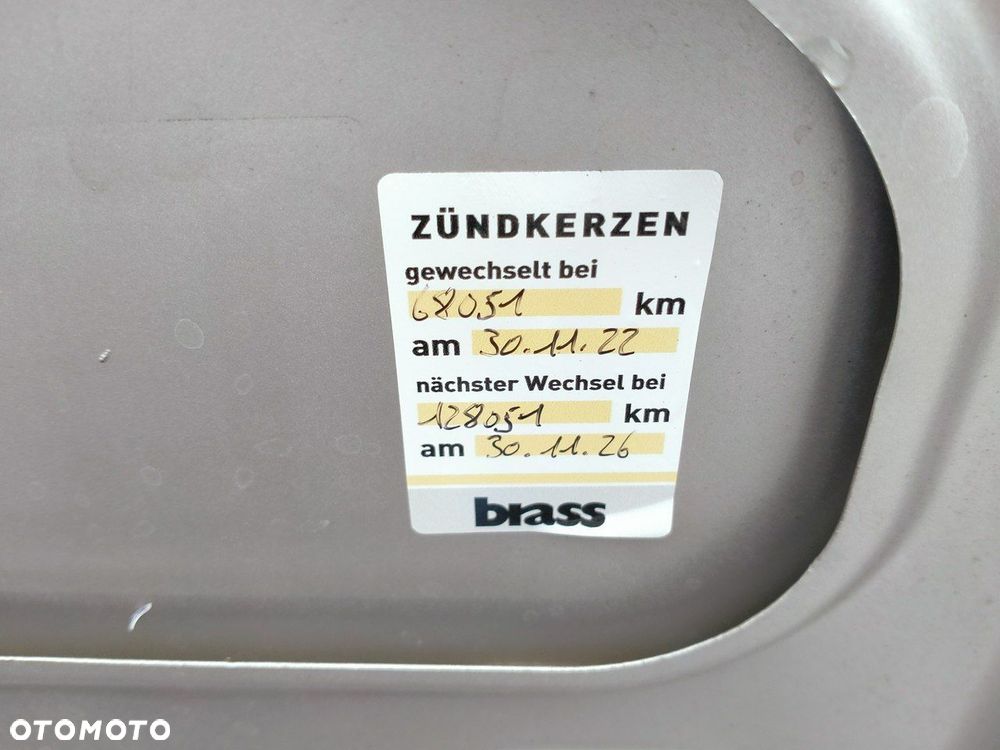 ZÜNDKERZEN
gewechselt bei
68051 km
am 30.11.22
nächster Wechsel bei
128051 km
am 30.11.26
brass
OTOMOTO